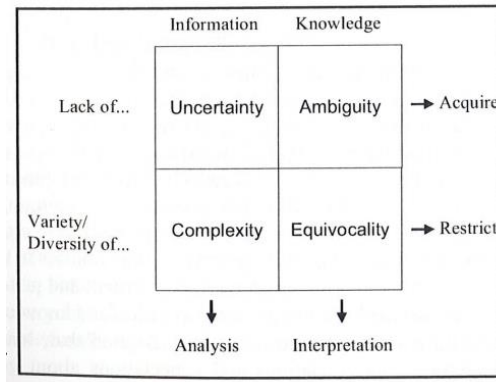 Information Knowledge
Lack of... Uncertainty Ambiguity → Acquire
Variety/
Diversity of... Complexity Equivocality → Restrict
Analysis Interpretation